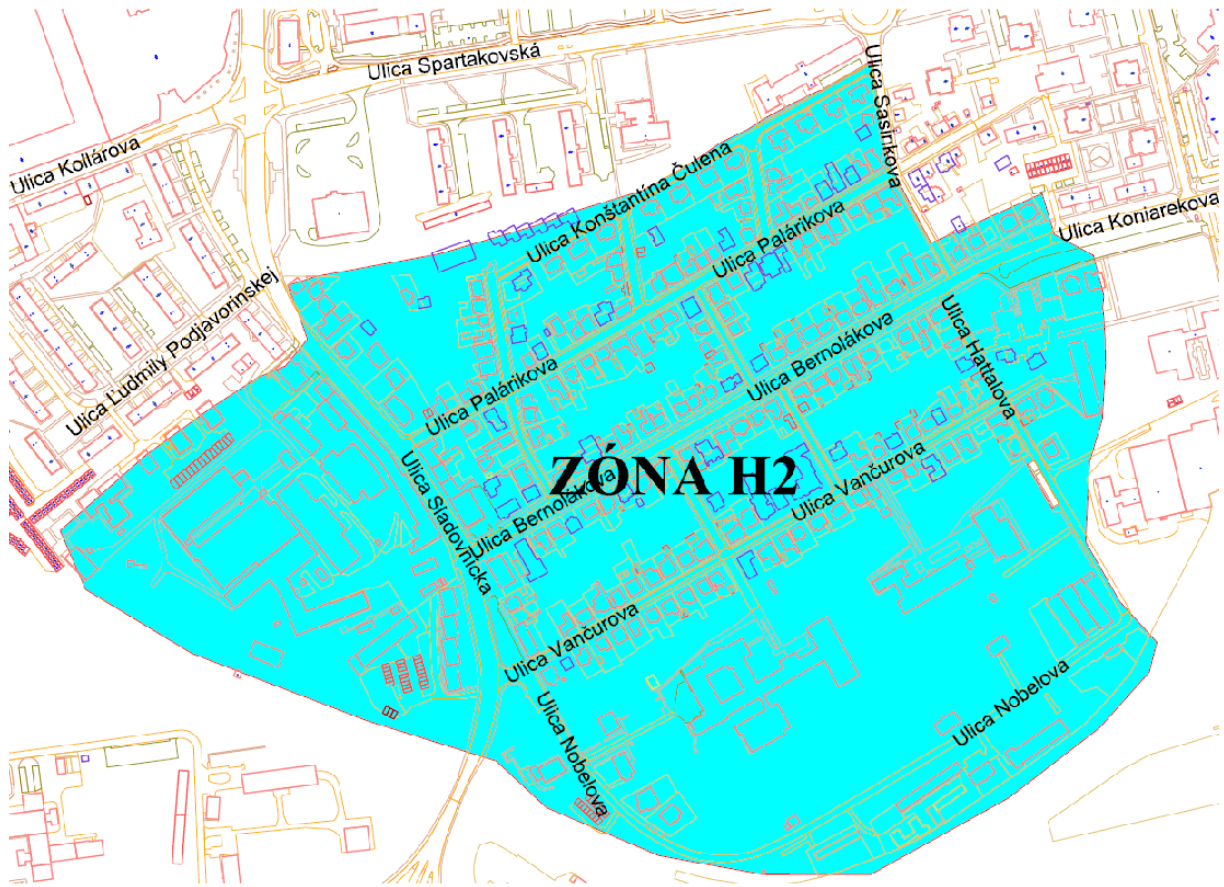 Ulica Spartakovská
Ulica Kollárova
Ulica Sasinkova
Ulica Konštantína Čulena
Ulica Koniarekova
Ulica Palárikova
Ulica Ludmily Podjavorinskej
Ulica Bernolákova
Ulica Hattalova
Ulica Palárikova
ZÓNA H2
Ulica Sladovnícka
Ulica Bernolákova
Ulica Vančurova
Ulica Vančurova
Ulica Nobelova
Ulica Nobelova